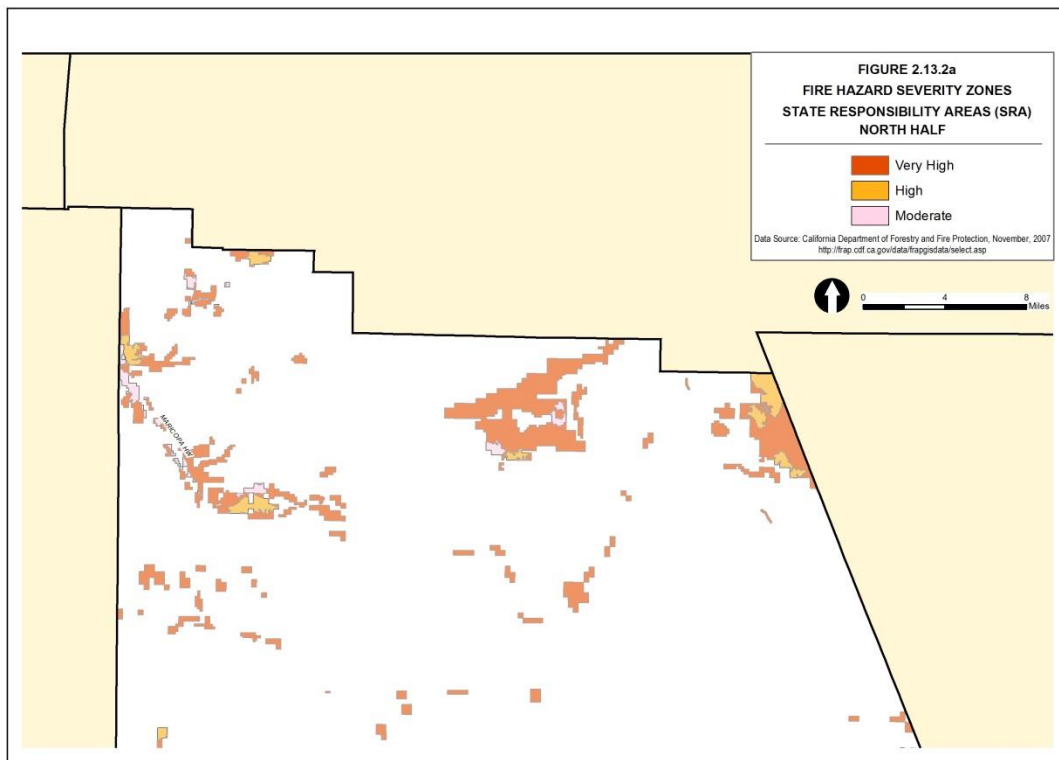 FIGURE 2.13.2a
FIRE HAZARD SEVERITY ZONES
STATE RESPONSIBILITY AREAS (SRA)
NORTH HALF
Very High
High
Moderate
Data Source: California Department of Forestry and Fire Protection, November, 2007
http://frap.cdf.ca.gov/data/frapgisdata/select.asp
0 4 8
Miles
MARICOPA HW